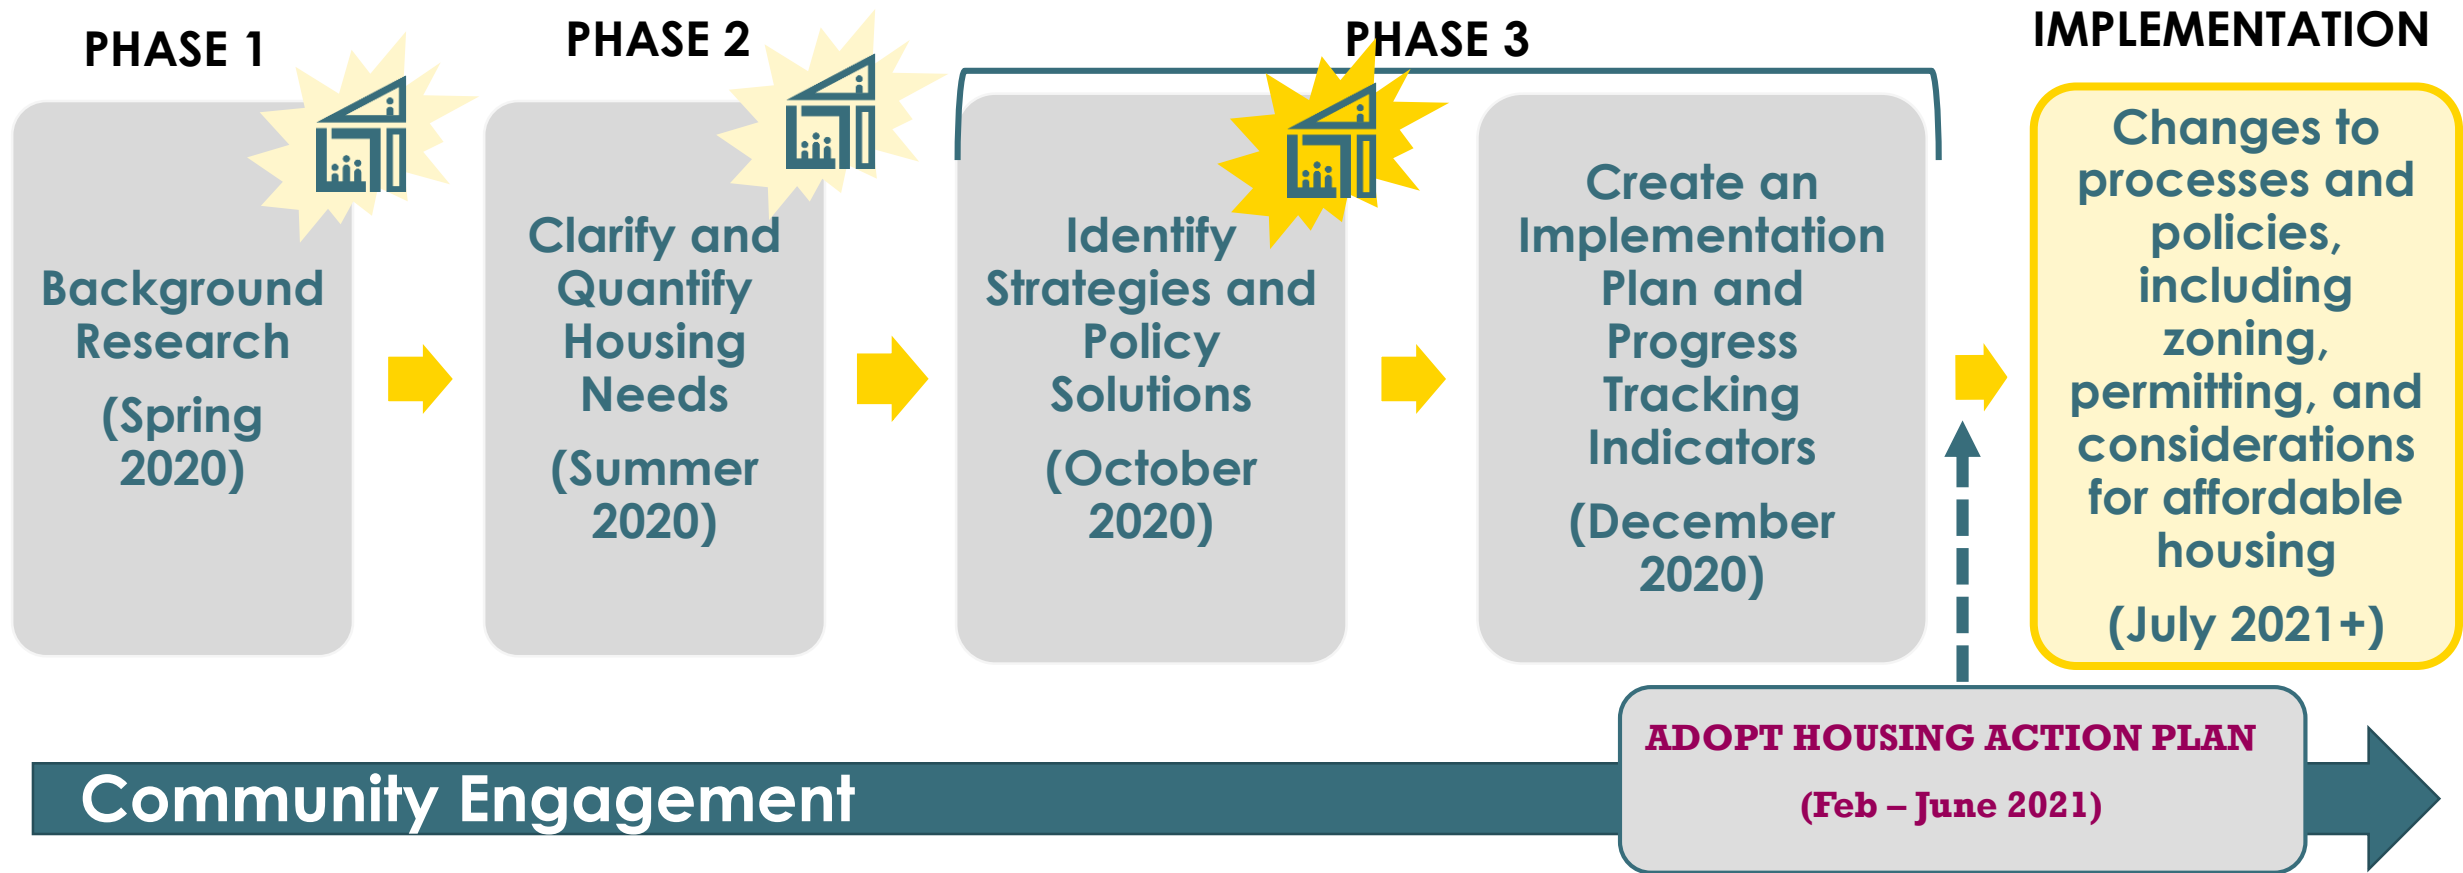 PHASE 1
Background
Research
(Spring
2020)
PHASE 2
Clarify and
Quantify
Housing
Needs
(Summer
2020)
PHASE 3
Identify
Strategies and
Policy
Solutions
(October
2020)
Create an
Implementation
Plan and
Progress
Tracking
Indicators
(December
2020)
IMPLEMENTATION
Changes to
processes and
policies,
including
zoning,
permitting, and
considerations
for affordable
housing
(July 2021+)
ADOPT HOUSING ACTION PLAN
(Feb – June 2021)
Community Engagement